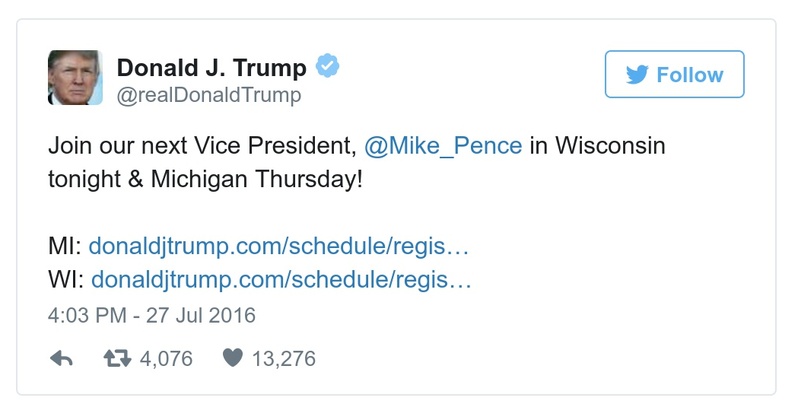 Donald J. Trump
@realDonaldTrump
Follow
Join our next Vice President, @Mike_Pence in Wisconsin
tonight & Michigan Thursday!
MI: donaldjtrump.com/schedule/regis…
WI: donaldjtrump.com/schedule/regis…
4:03 PM - 27 Jul 2016
4,076 13,276